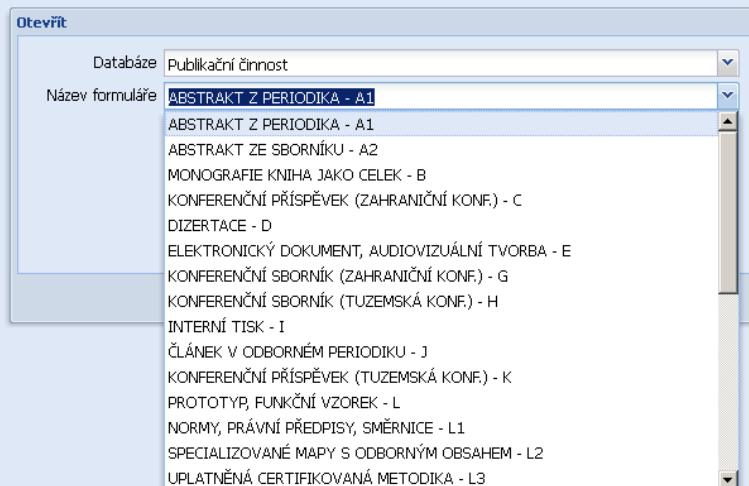 Otevřít
Databáze Publikační činnost
Název formuláře ABSTRAKT Z PERIODIKA - A1
ABSTRAKT Z PERIODIKA - A1
ABSTRAKT ZE SBORNÍKU - A2
MONOGRAFIE KNIHA JAKO CELEK - B
KONFERENČNÍ PŘÍSPĚVEK (ZAHRANIČNÍ KONF.) - C
DIZERTACE - D
ELEKTRONICKÝ DOKUMENT, AUDIOVIZUÁLNÍ TVORBA - E
KONFERENČNÍ SBORNÍK (ZAHRANIČNÍ KONF.) - G
KONFERENČNÍ SBORNÍK (TUZEMSKÁ KONF.) - H
INTERNÍ TISK - I
ČLÁNEK V ODBORNÉM PERIODIKU - J
KONFERENČNÍ PŘÍSPĚVEK (TUZEMSKÁ KONF.) - K
PROTOTYP, FUNKČNÍ VZOREK - L
NORMY, PRÁVNÍ PŘEDPISY, SMĚRNICE - L1
SPECIALIZOVANÉ MAPY S ODBORNÝM OBSAHEM - L2
UPLATNĚNÁ CERTIFIKOVANÁ METODIKA - L3